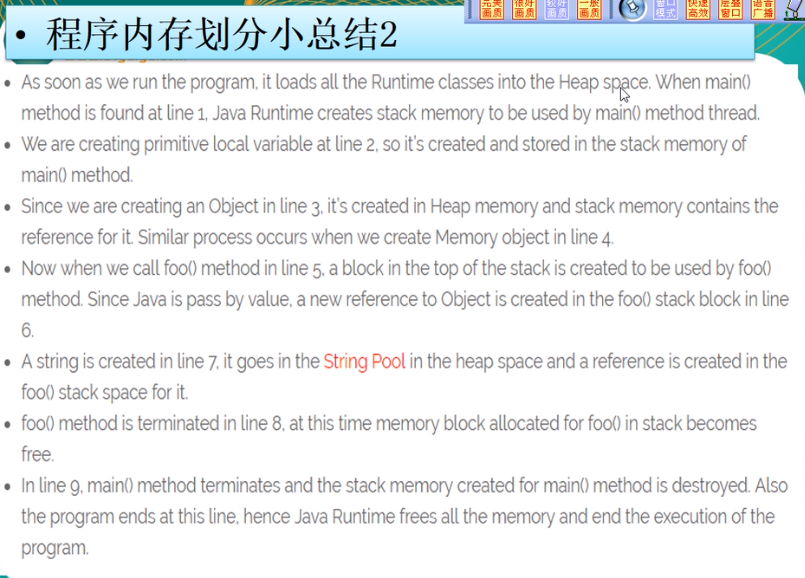 完美 很好 较好 一般 窗口 快速 层叠 语音
画质 画质 画质 画质 模式 高效 窗口 广播
• 程序内存划分小总结2
• As soon as we run the program, it loads all the Runtime classes into the Heap space. When main()
method is found at line 1, Java Runtime creates stack memory to be used by main() method thread.
• We are creating primitive local variable at line 2, so it's created and stored in the stack memory of
main() method.
• Since we are creating an Object in line 3, it's created in Heap memory and stack memory contains the
reference for it. Similar process occurs when we create Memory object in line 4.
• Now when we call foo() method in line 5, a block in the top of the stack is created to be used by foo()
method. Since Java is pass by value, a new reference to Object is created in the foo() stack block in line
6.
• A string is created in line 7, it goes in the String Pool in the heap space and a reference is created in the
foo() stack space for it.
• foo() method is terminated in line 8, at this time memory block allocated for foo() in stack becomes
free.
• In line 9, main() method terminates and the stack memory created for main() method is destroyed. Also
the program ends at this line, hence Java Runtime frees all the memory and end the execution of the
program.